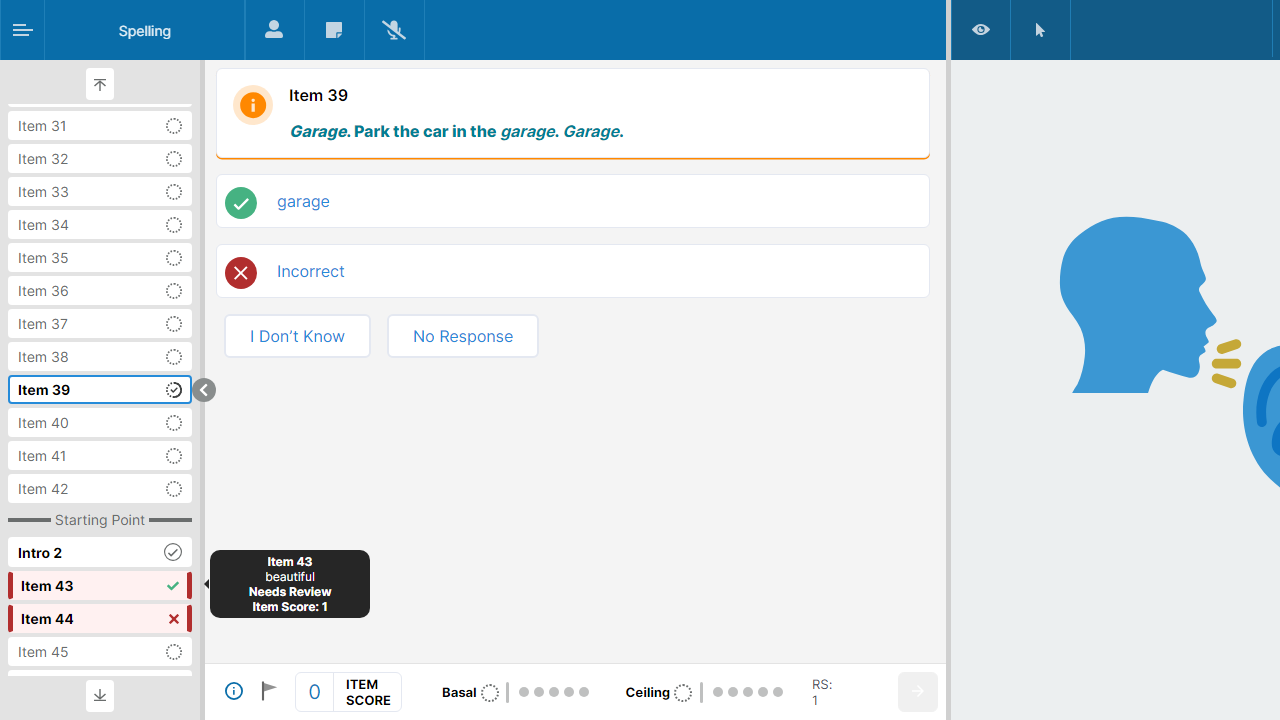 Spelling
Item 31
Item 32
Item 33
Item 34
Item 35
Item 36
Item 37
Item 38
Item 39
Item 40
Item 41
Item 42
Starting Point
Intro 2
Item 43
Item 44
Item 45
Item 39
Garage. Park the car in the garage. Garage.
garage
Incorrect
I Don’t Know
No Response
Item 43
beautiful
Needs Review
Item Score: 1
0
ITEM
SCORE
Basal
Ceiling
RS:
1